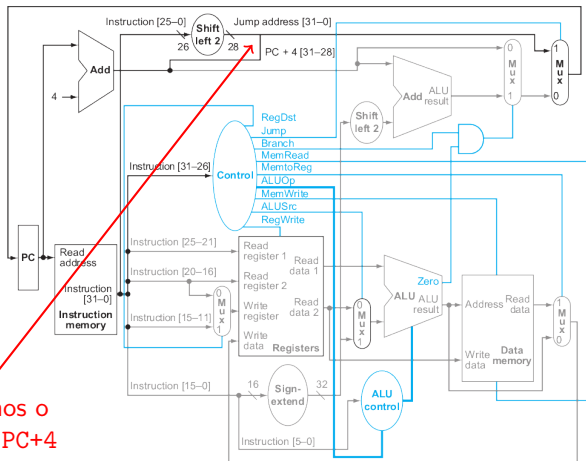 Instruction [25–0]
Shift
left 2
Jump address [31–0]
26
28
PC + 4 [31–28]
Add
4
0
M
u
x
1
1
M
u
x
0
Add ALU
result
Shift
left 2
RegDst
Jump
Branch
MemRead
MemtoReg
ALUOp
MemWrite
ALUSrc
RegWrite
Instruction [31–26]
Control
PC
Read
address
Instruction
[31–0]
Instruction
memory
Instruction [25–21]
Instruction [20–16]
Instruction [15–11]
0
M
u
x
1
Read
register 1
Read
register 2
Write
register
Write
data
Read
data 1
Read
data 2
Registers
0
M
u
x
1
Zero
ALU ALU
result
Address
Read
data
Write
data
Data
memory
1
M
u
x
0
Instruction [15–0]
16
Sign-
extend
32
ALU
control
Instruction [5–0]
os o
PC+4